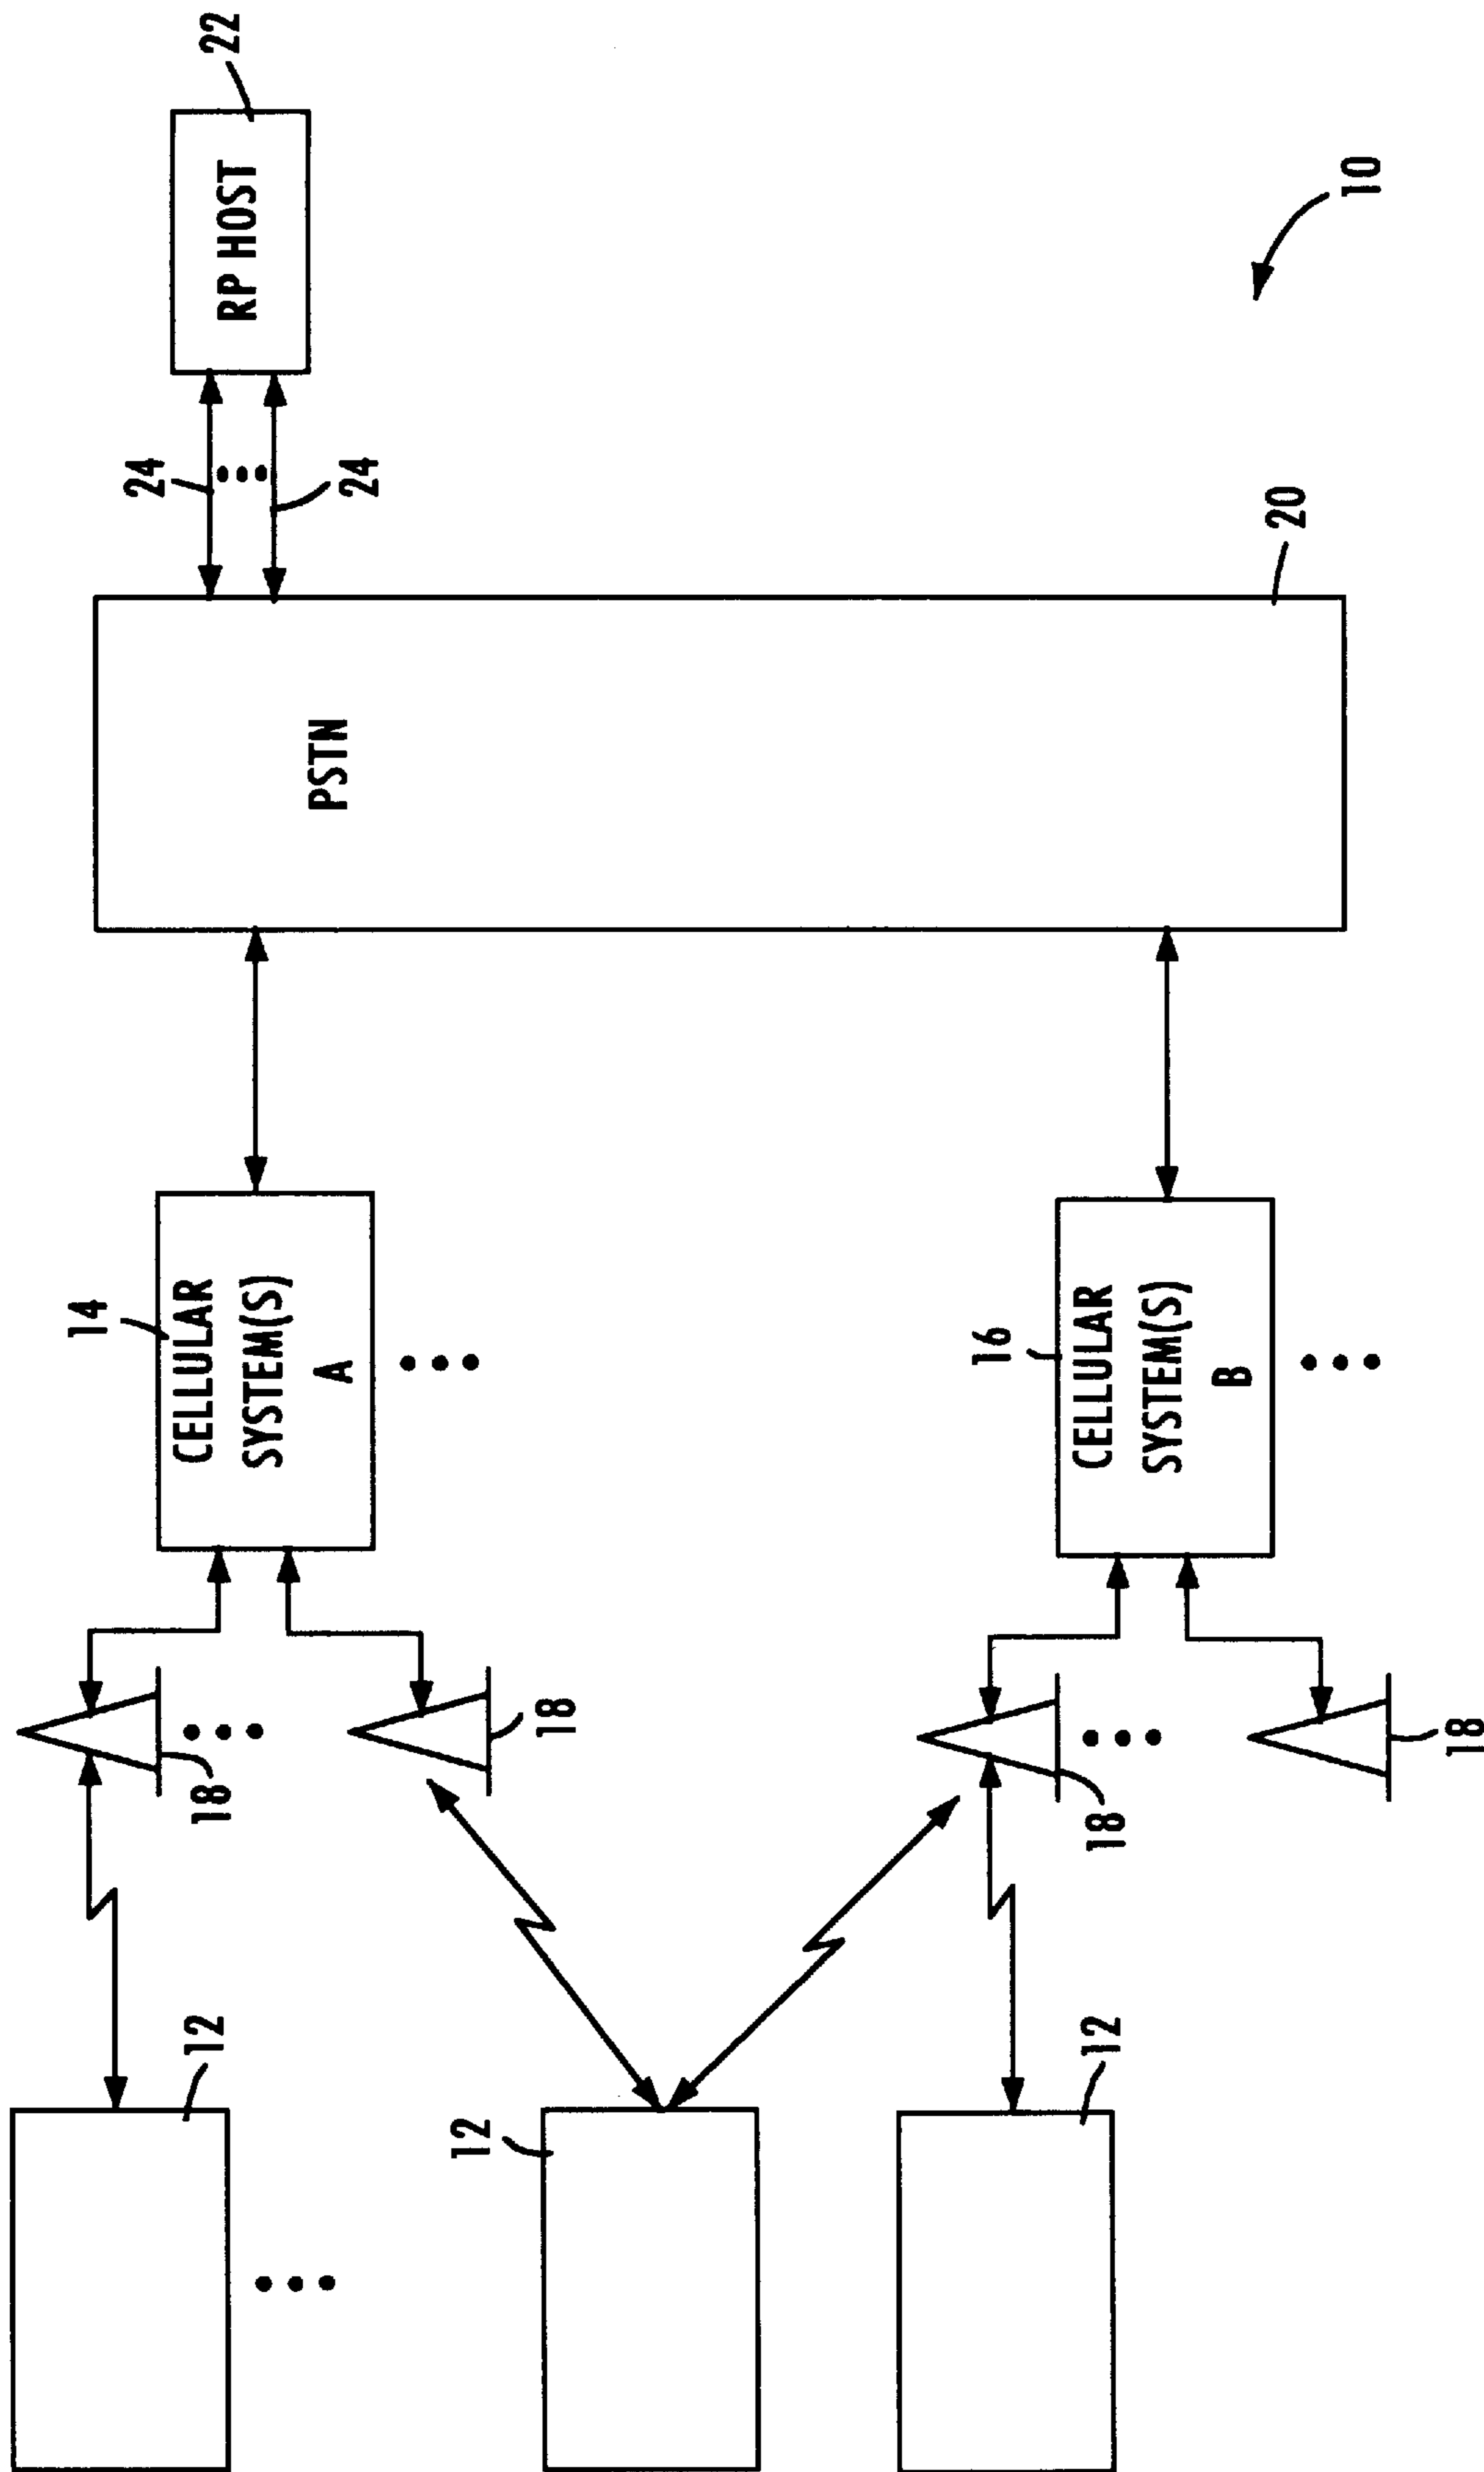 12
12
12
18
18
18
18
14
CELLULAR
SYSTEM(S)
A
16
CELLULAR
SYSTEM(S)
B
PSTN
20
24
24
RP HOST
22
10